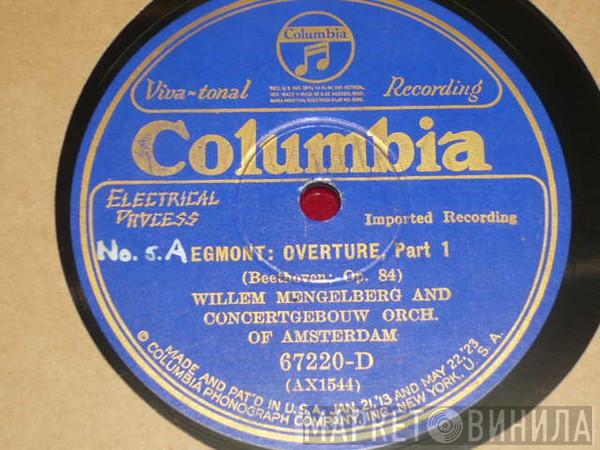 Columbia
Viva-tonal Recording
Columbia
ELECTRICAL PROCESS
Imported Recording
No. 5. A
EGMONT: OVERTURE, Part 1
(Beethoven: Op. 84)
WILLEM MENGELBERG AND
CONCERTGEBOUW ORCH.
OF AMSTERDAM
67220-D
(AX1544)
MADE AND PAT'D IN U.S.A. JAN. 21,'13 AND MAY 22,'23
© COLUMBIA PHONOGRAPH COMPANY, INC., NEW YORK, U.S.A.
МАРКЕТ ВИНИЛА